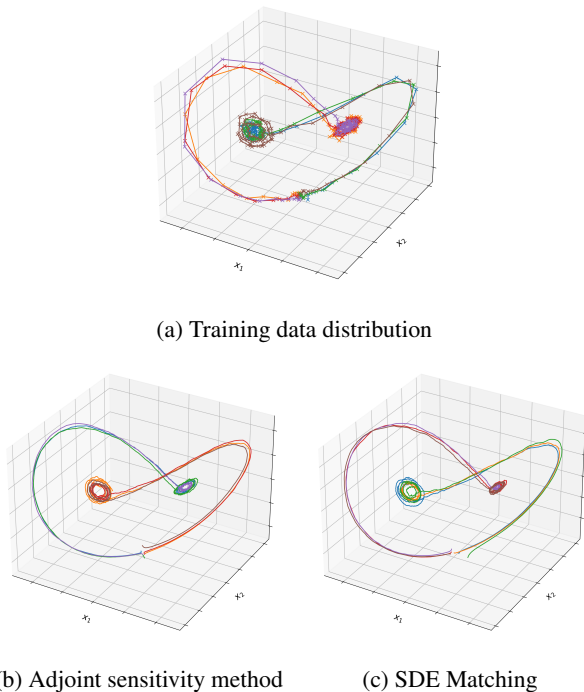 x₁
x₂
(a) Training data distribution
x₁
x₂
x₁
x₂
(b) Adjoint sensitivity method
(c) SDE Matching